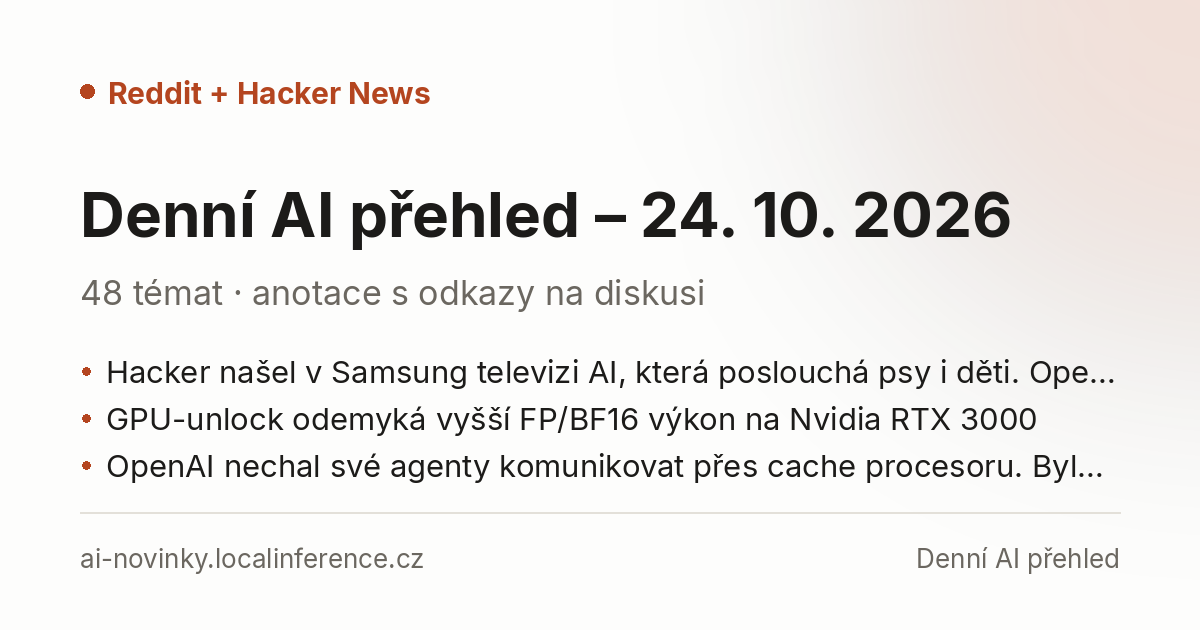 Reddit + Hacker News
Denní AI přehled – 24. 10. 2026
48 témat · anotace s odkazy na diskusi
• Hacker našel v Samsung televizi AI, která poslouchá psy i děti. Ope...
• GPU-unlock odemyká vyšší FP/BF16 výkon na Nvidia RTX 3000
• OpenAI nechal své agenty komunikovat přes cache procesoru. Byl...
ai-novinky.localinference.cz
Denní AI přehled